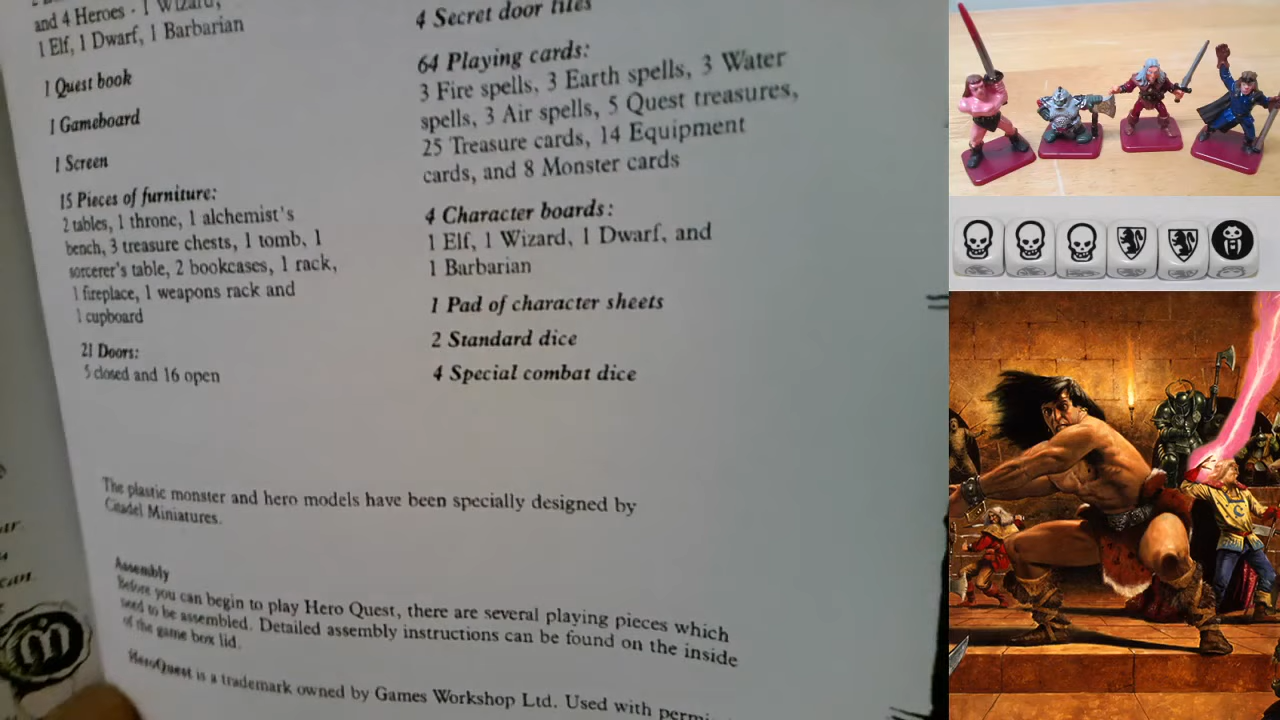 and 4 Heroes - 1 Wizard,
1 Elf, 1 Dwarf, 1 Barbarian
1 Quest book
1 Gameboard
1 Screen
15 Pieces of furniture:
2 tables, 1 throne, 1 alchemist's
bench, 3 treasure chests, 1 tomb, 1
sorcerer's table, 2 bookcases, 1 rack,
1 fireplace, 1 weapons rack and
1 cupboard
21 Doors:
5 closed and 16 open
4 Secret door tiles
64 Playing cards:
3 Fire spells, 3 Earth spells, 3 Water
spells, 3 Air spells, 5 Quest treasures,
25 Treasure cards, 14 Equipment
cards, and 8 Monster cards
4 Character boards:
1 Elf, 1 Wizard, 1 Dwarf, and
1 Barbarian
1 Pad of character sheets
2 Standard dice
4 Special combat dice
The plastic monster and hero models have been specially designed by
Citadel Miniatures.
Assembly
Before you can begin to play Hero Quest, there are several playing pieces which
need to be assembled. Detailed assembly instructions can be found on the inside
of the game box lid.
HeroQuest is a trademark owned by Games Workshop Ltd. Used with